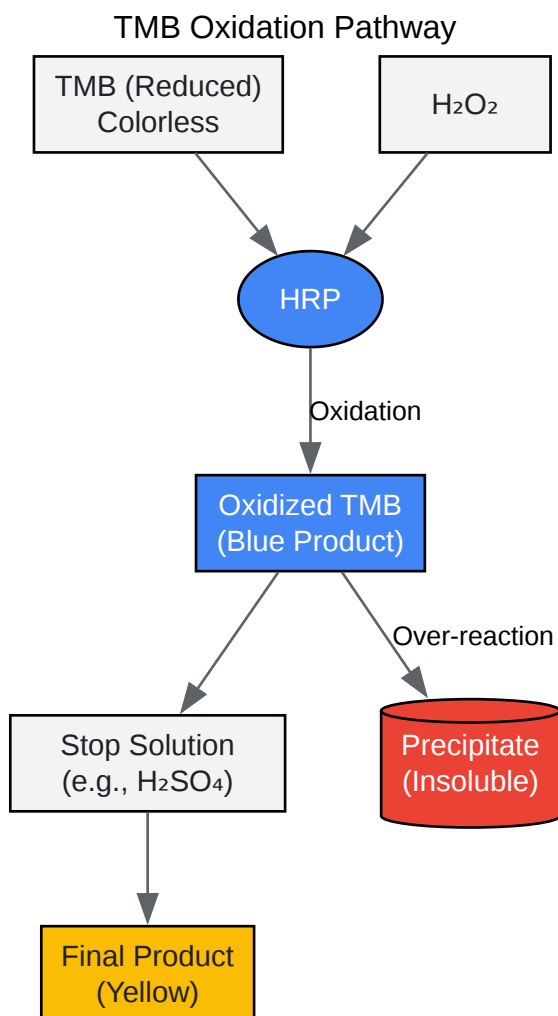 TMB Oxidation Pathway
TMB (Reduced)
Colorless
H₂O₂
HRP
Oxidation
Oxidized TMB
(Blue Product)
Over-reaction
Stop Solution
(e.g., H₂SO₄)
Precipitate
(Insoluble)
Final Product
(Yellow)